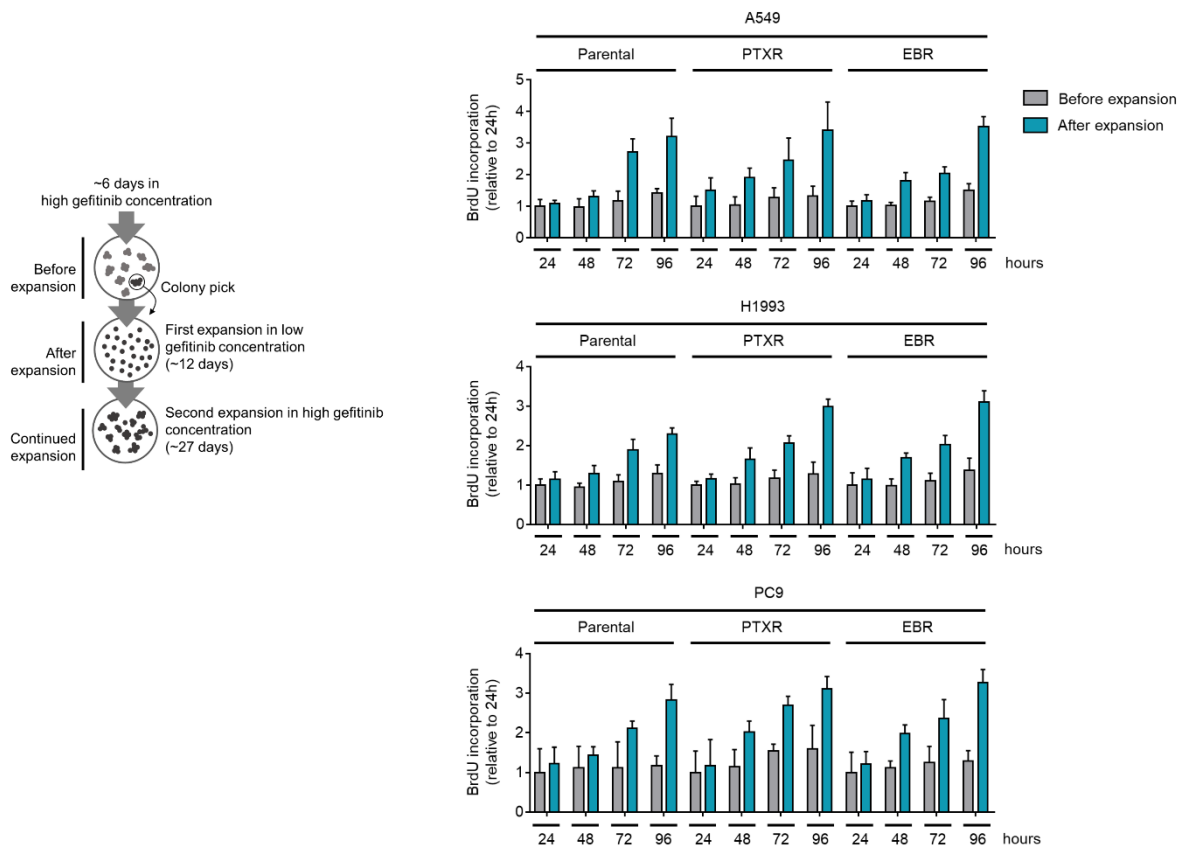 ~6 days in
high gefitinib concentration
Before
expansion
Colony pick
After
expansion
First expansion in low
gefitinib concentration
(~12 days)
Continued
expansion
Second expansion in high gefitinib
concentration
(~27 days)
A549
Parental PTXR EBR
BrdU incorporation
(relative to 24h)
5
4
3
2
1
0
24 48 72 96 24 48 72 96 24 48 72 96 hours
Before expansion
After expansion
H1993
Parental PTXR EBR
BrdU incorporation
(relative to 24h)
4
3
2
1
0
24 48 72 96 24 48 72 96 24 48 72 96 hours
PC9
Parental PTXR EBR
BrdU incorporation
(relative to 24h)
4
3
2
1
0
24 48 72 96 24 48 72 96 24 48 72 96 hours